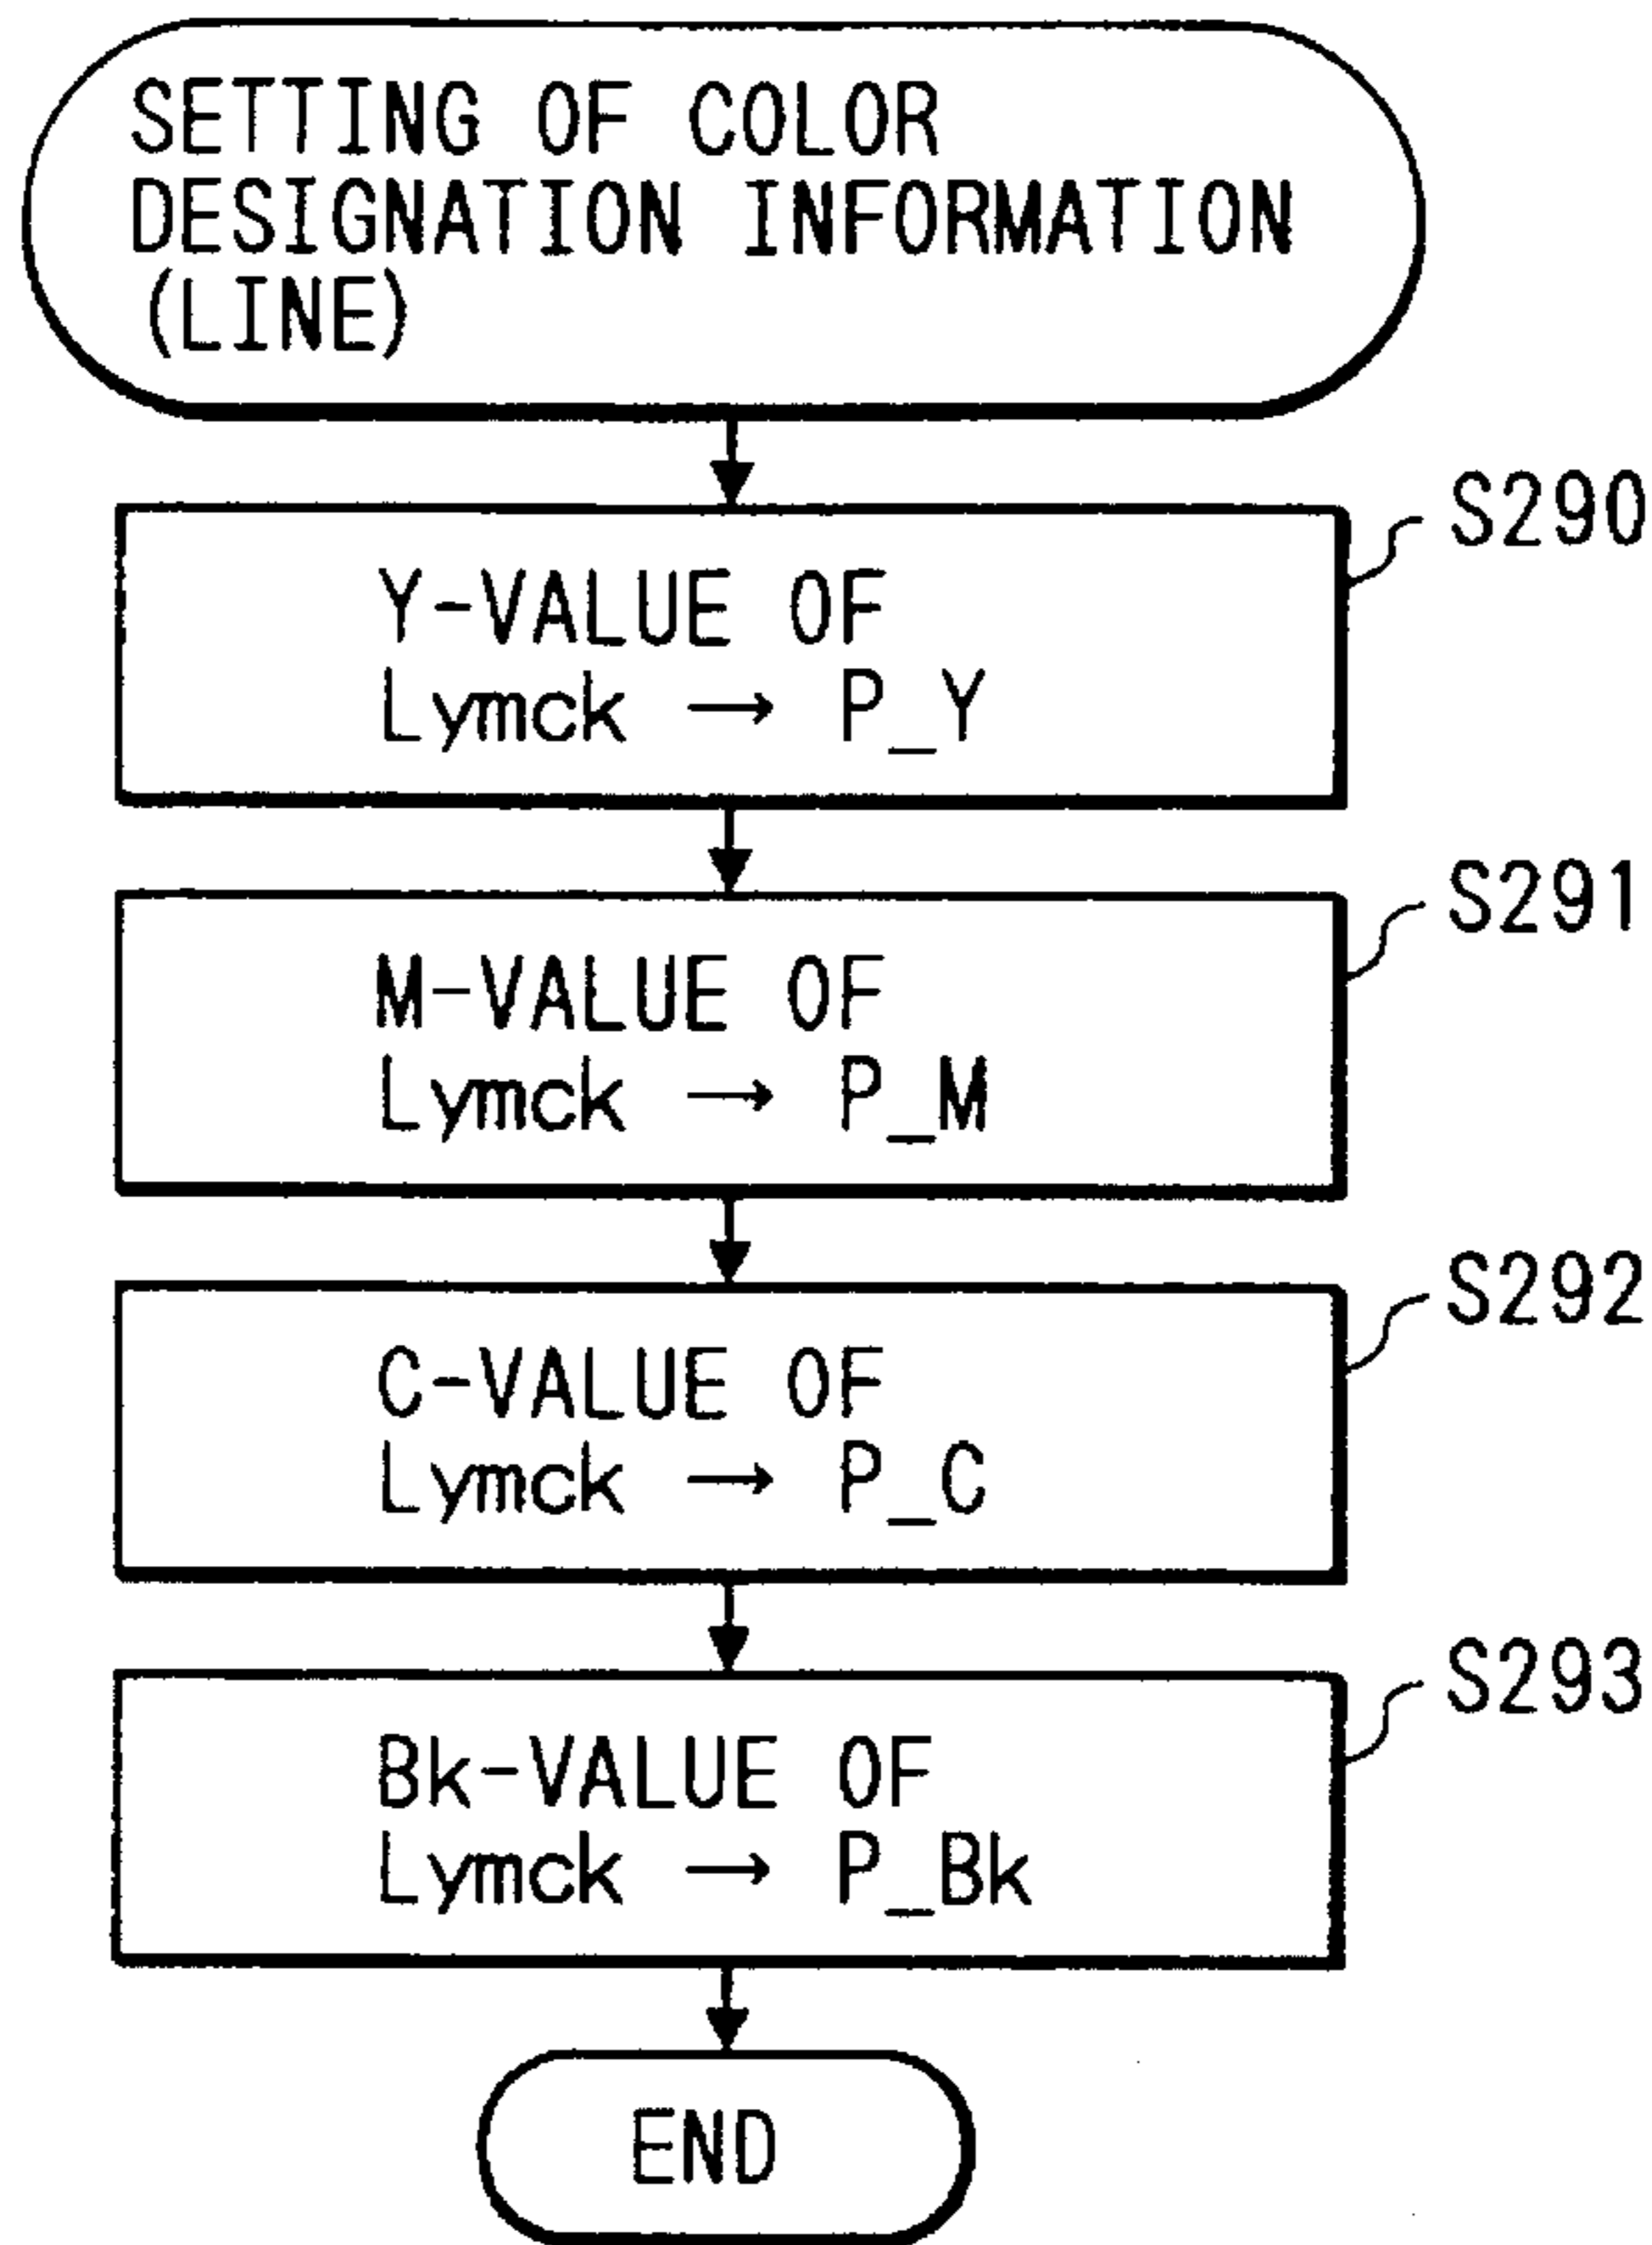 SETTING OF COLOR
DESIGNATION INFORMATION
(LINE)
S290
Y-VALUE OF
Lymck → P_Y
S291
M-VALUE OF
Lymck → P_M
S292
C-VALUE OF
Lymck → P_C
S293
Bk-VALUE OF
Lymck → P_Bk
END